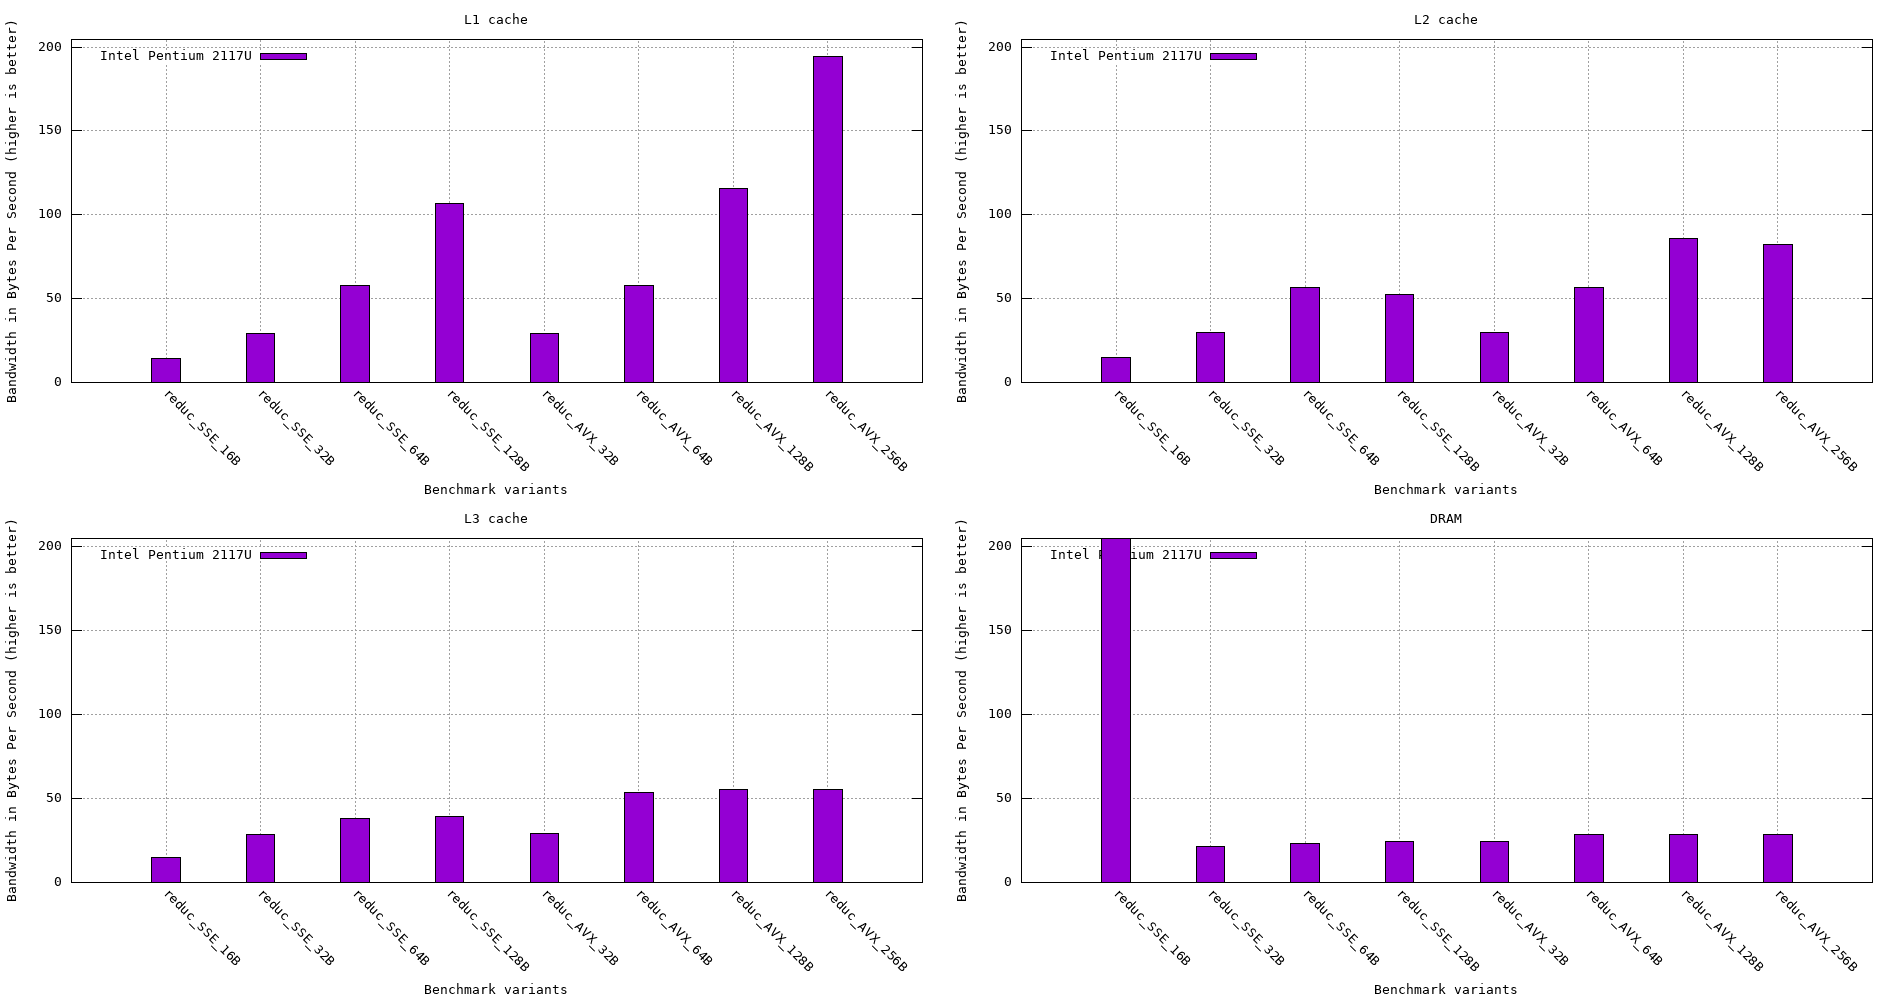 L1 cache
Bandwidth in Bytes Per Second (higher is better)
Intel Pentium 2117U
200
150
100
50
0
reduc_SSE_16B
reduc_SSE_32B
reduc_SSE_64B
reduc_SSE_128B
reduc_AVX_32B
reduc_AVX_64B
reduc_AVX_128B
reduc_AVX_256B
Benchmark variants
L2 cache
Bandwidth in Bytes Per Second (higher is better)
Intel Pentium 2117U
200
150
100
50
0
reduc_SSE_16B
reduc_SSE_32B
reduc_SSE_64B
reduc_SSE_128B
reduc_AVX_32B
reduc_AVX_64B
reduc_AVX_128B
reduc_AVX_256B
Benchmark variants
L3 cache
Bandwidth in Bytes Per Second (higher is better)
Intel Pentium 2117U
200
150
100
50
0
reduc_SSE_16B
reduc_SSE_32B
reduc_SSE_64B
reduc_SSE_128B
reduc_AVX_32B
reduc_AVX_64B
reduc_AVX_128B
reduc_AVX_256B
Benchmark variants
DRAM
Bandwidth in Bytes Per Second (higher is better)
Intel Pentium 2117U
200
150
100
50
0
reduc_SSE_16B
reduc_SSE_32B
reduc_SSE_64B
reduc_SSE_128B
reduc_AVX_32B
reduc_AVX_64B
reduc_AVX_128B
reduc_AVX_256B
Benchmark variants